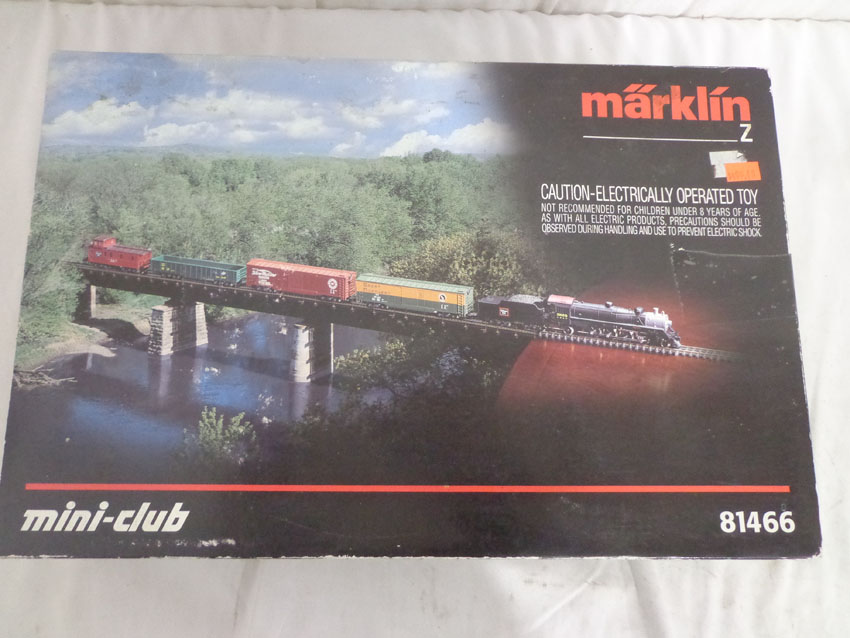 märklín
Z
CAUTION-ELECTRICALLY OPERATED TOY
NOT RECOMMENDED FOR CHILDREN UNDER 8 YEARS OF AGE.
AS WITH ALL ELECTRIC PRODUCTS, PRECAUTIONS SHOULD BE
OBSERVED DURING HANDLING AND USE TO PREVENT ELECTRIC SHOCK.
mini-club
81466